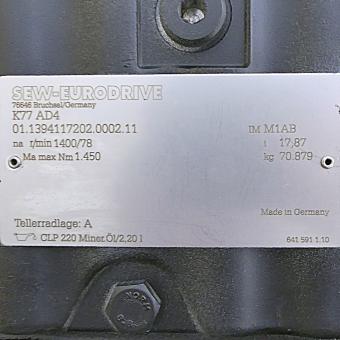 SEW-EURODRIVE
76646 Bruchsal/Germany
K77 AD4
01.1394117202.0002.11 IM M1AB
na r/min 1400/78 i 17,87
Ma max Nm 1.450 kg 70.879
Made in Germany
Tellerradlage: A
CLP 220 Miner.Öl/2,20 l 641 591 1.10